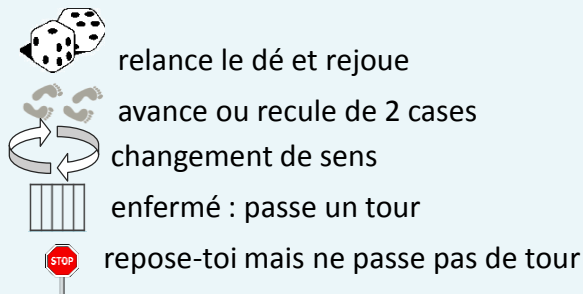 relance le dé et rejoue
avance ou recule de 2 cases
changement de sens
enfermé : passe un tour
STOP
repose-toi mais ne passe pas de tour